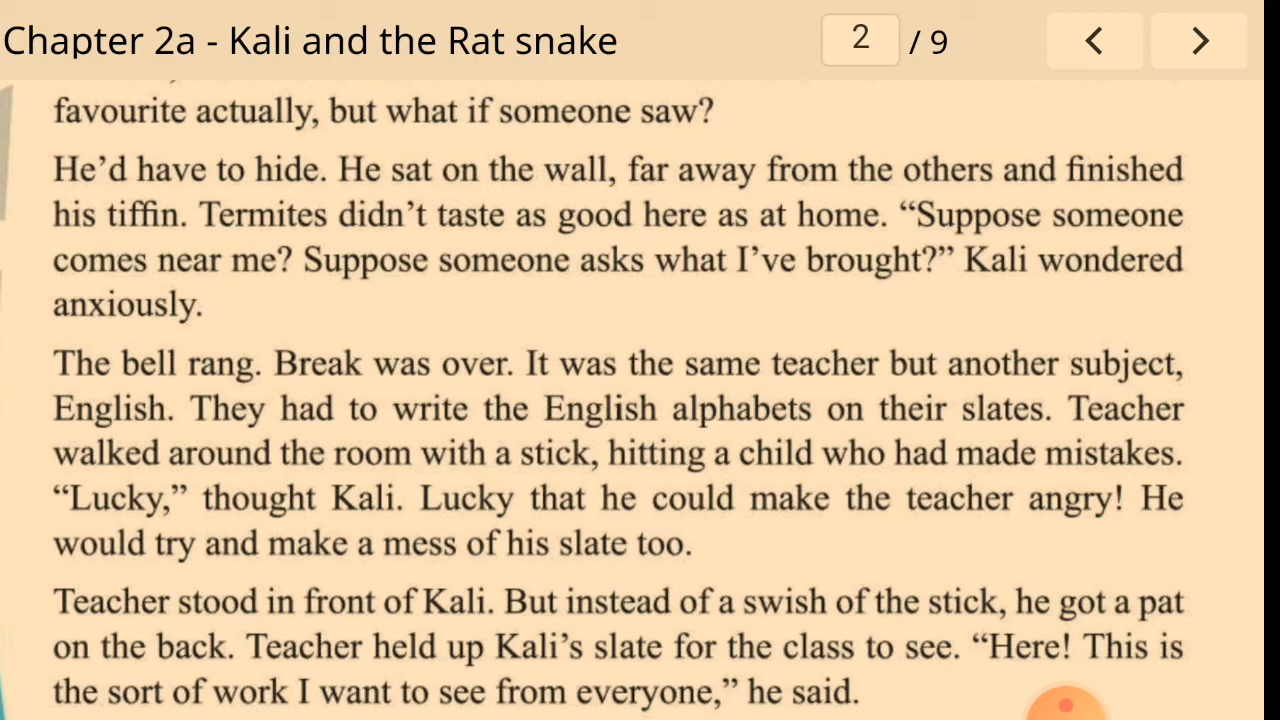 Chapter 2a - Kali and the Rat snake
2 / 9
favourite actually, but what if someone saw?
He’d have to hide. He sat on the wall, far away from the others and finished
his tiffin. Termites didn’t taste as good here as at home. “Suppose someone
comes near me? Suppose someone asks what I’ve brought?” Kali wondered
anxiously.
The bell rang. Break was over. It was the same teacher but another subject,
English. They had to write the English alphabets on their slates. Teacher
walked around the room with a stick, hitting a child who had made mistakes.
“Lucky,” thought Kali. Lucky that he could make the teacher angry! He
would try and make a mess of his slate too.
Teacher stood in front of Kali. But instead of a swish of the stick, he got a pat
on the back. Teacher held up Kali’s slate for the class to see. “Here! This is
the sort of work I want to see from everyone,” he said.